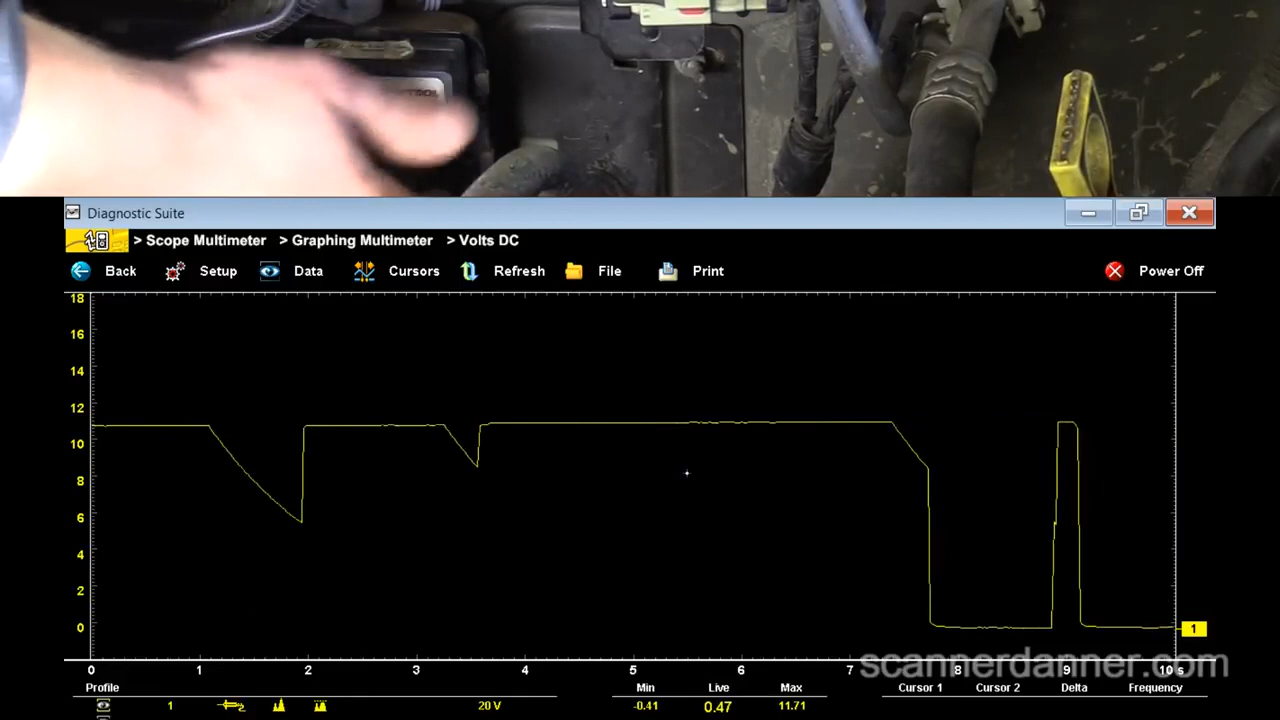 Diagnostic Suite
> Scope Multimeter > Graphing Multimeter > Volts DC
Back Setup Data Cursors Refresh File Print Power Off
18
16
14
12
10
8
6
4
2
0
1
0 1 2 3 4 5 6 7 8 9 10 s
scannerdanner.com
Profile Min Live Max Cursor 1 Cursor 2 Delta Frequency
1 20 V -0.41 0.47 11.71